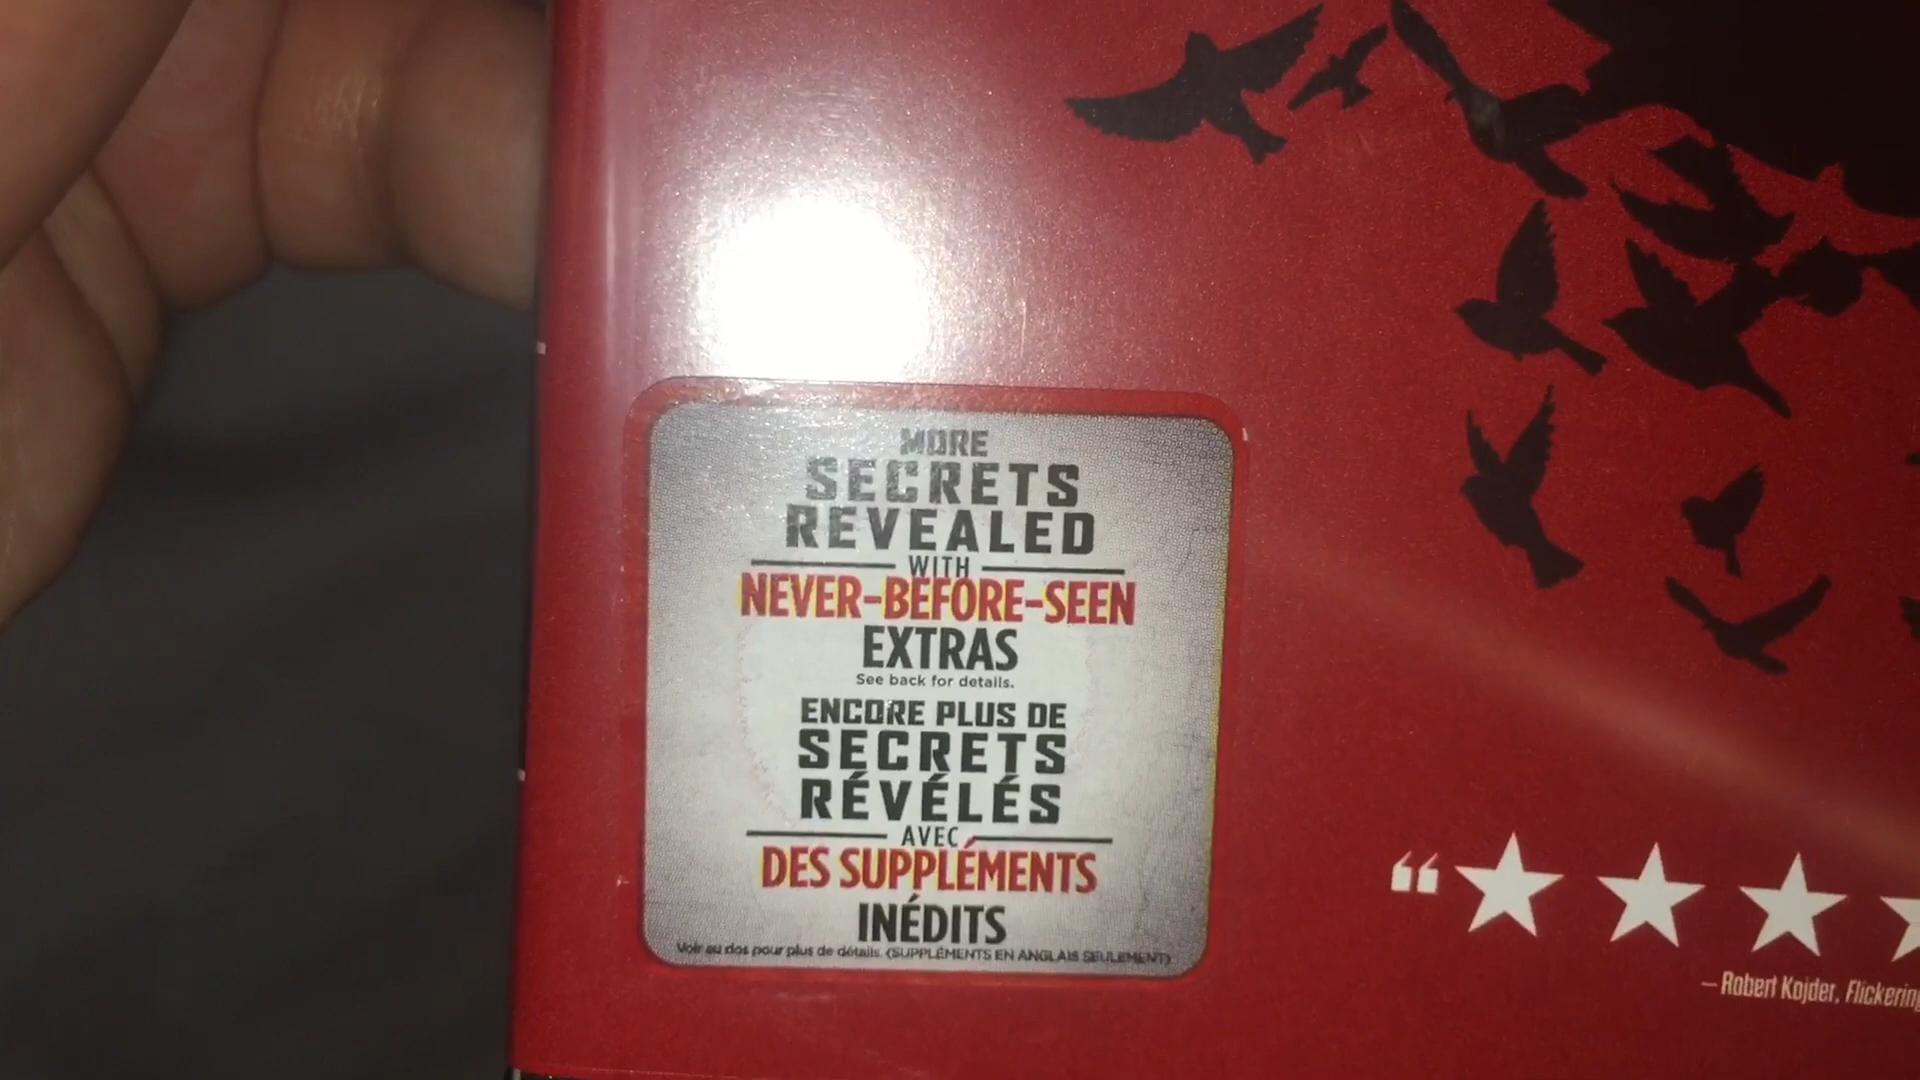 MORE
SECRETS
REVEALED
WITH
NEVER-BEFORE-SEEN
EXTRAS
See back for details.
ENCORE PLUS DE
SECRETS
RÉVÉLÉS
AVEC
DES SUPPLÉMENTS
INÉDITS
Voir au dos pour plus de détails. (SUPPLÉMENTS EN ANGLAIS SEULEMENT)
“★★★
— Robert Kojder, Flickering